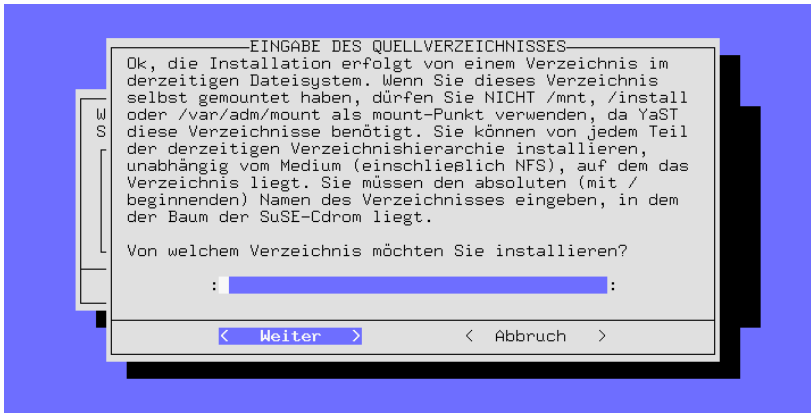 EINGABE DES QUELLVERZEICHNISSES
Ok, die Installation erfolgt von einem Verzeichnis im
derzeitigen Dateisystem. Wenn Sie dieses Verzeichnis
selbst gemountet haben, dürfen Sie NICHT /mnt, /install
oder /var/adm/mount als mount-Punkt verwenden, da YaST
diese Verzeichnisse benötigt. Sie können von jedem Teil
der derzeitigen Verzeichnishierarchie installieren,
unabhängig vom Medium (einschließlich NFS), auf dem das
Verzeichnis liegt. Sie müssen den absoluten (mit /
beginnenden) Namen des Verzeichnisses eingeben, in dem
der Baum der SuSE-Cdrom liegt.
Von welchem Verzeichnis möchten Sie installieren?
: :
< Weiter > < Abbruch >
W
S